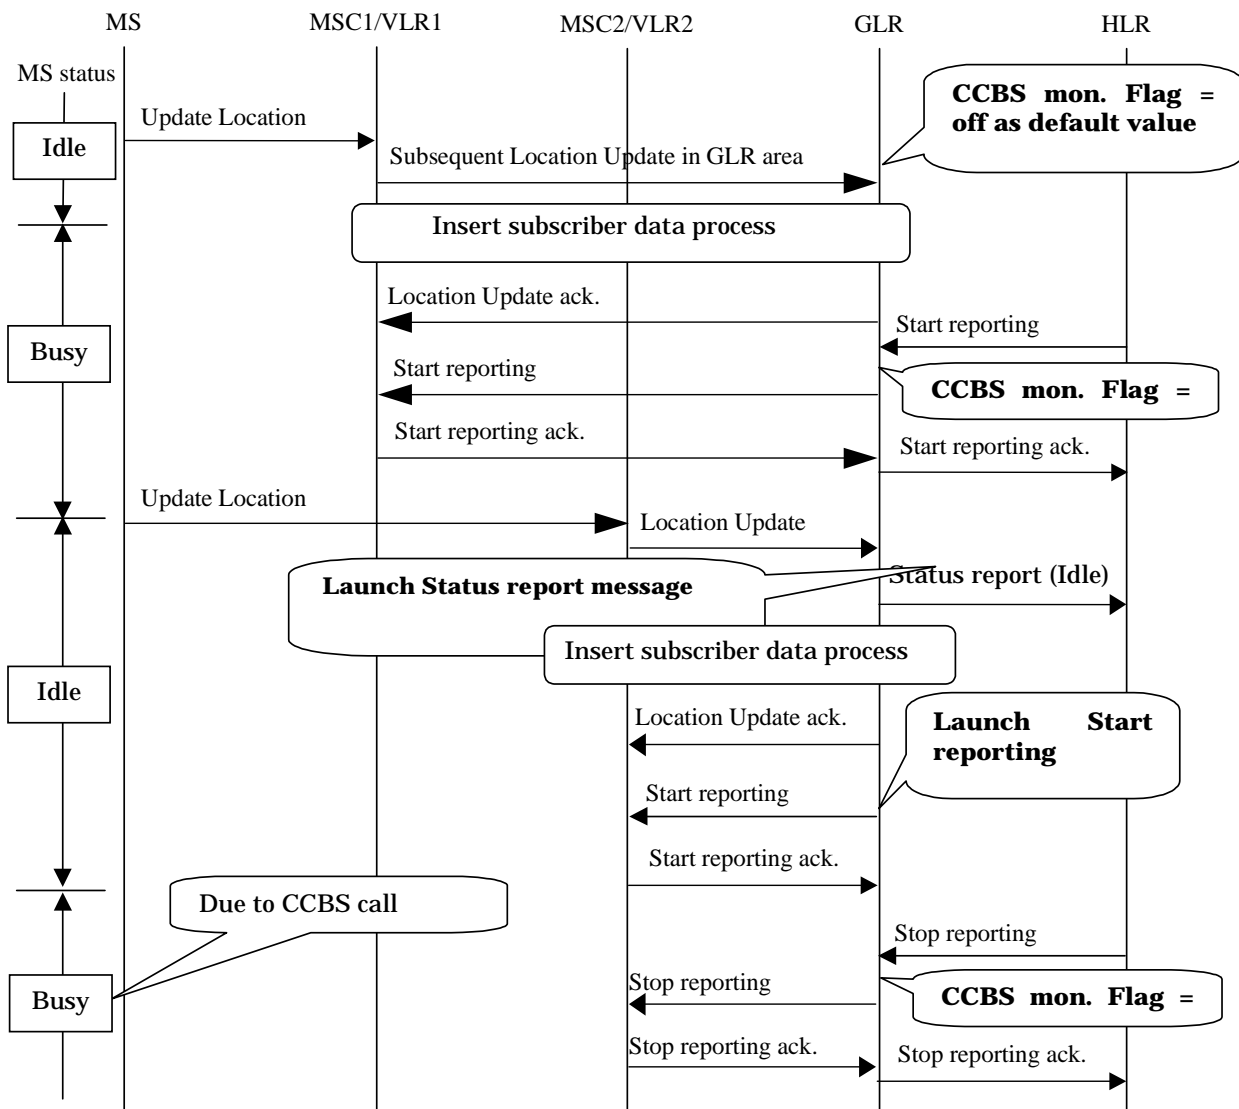 MS
MSC1/VLR1
MSC2/VLR2
GLR
HLR
MS status
CCBS mon. Flag =
off as default value
Update Location
Idle
Subsequent Location Update in GLR area
Insert subscriber data process
Location Update ack.
Start reporting
Busy
Start reporting
CCBS mon. Flag =
Start reporting ack.
Start reporting ack.
Update Location
Location Update
Launch Status report message
Status report (Idle)
Insert subscriber data process
Idle
Location Update ack.
Launch Start
reporting
Start reporting
Start reporting ack.
Due to CCBS call
Stop reporting
Busy
Stop reporting
CCBS mon. Flag =
Stop reporting ack.
Stop reporting ack.